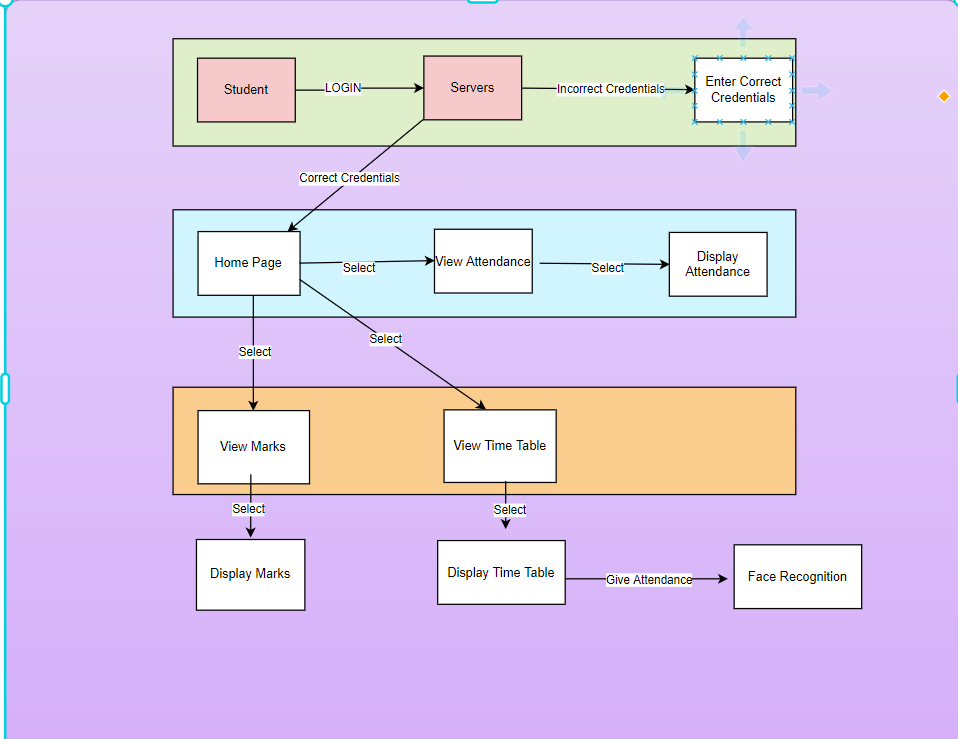 Student
LOGIN
Servers
Incorrect Credentials
Enter Correct
Credentials
Correct Credentials
Home Page
Select
View Attendance
Select
Display
Attendance
Select
Select
View Marks
View Time Table
Select
Select
Display Marks
Display Time Table
Give Attendance
Face Recognition